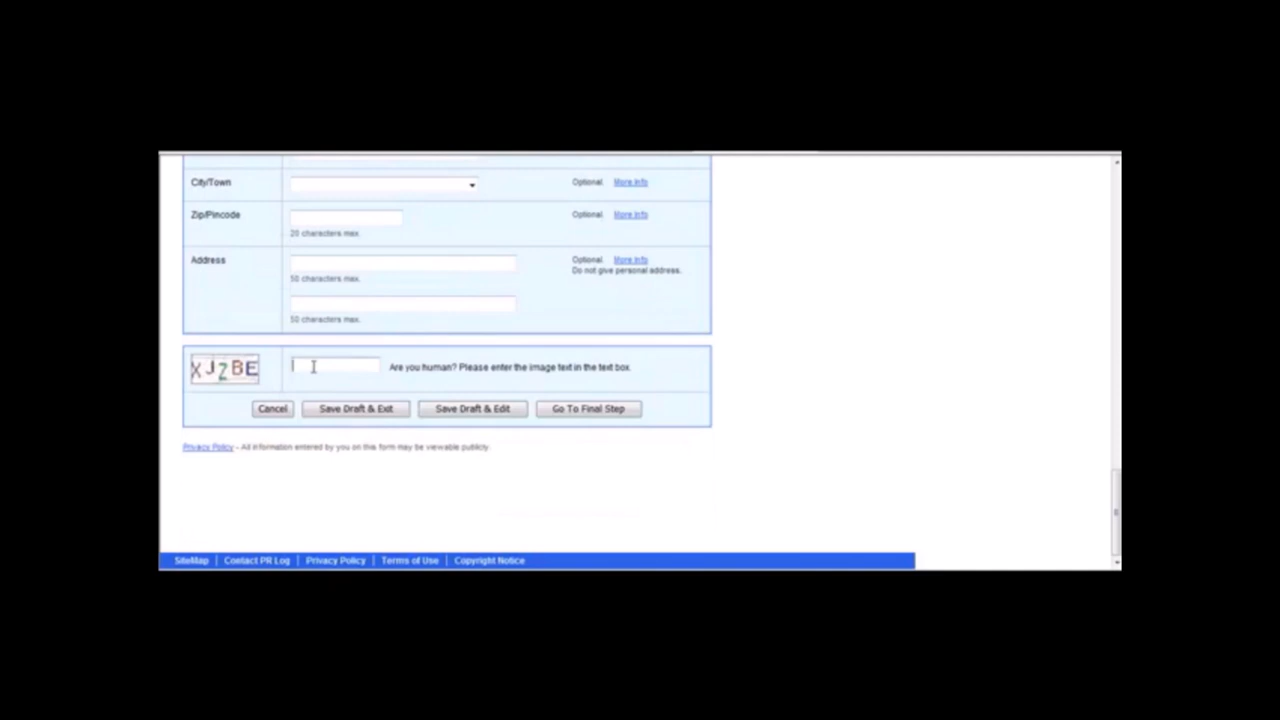 City/Town Optional. More Info
Zip/Pincode Optional. More Info
20 characters max.
Address Optional. More Info
Do not give personal address.
50 characters max.
50 characters max.
XJZBE Are you human? Please enter the image text in the text box.
Cancel Save Draft & Exit Save Draft & Edit Go To Final Step
Privacy Policy - All information entered by you on this form may be viewable publicly.
SiteMap | Contact PR Log | Privacy Policy | Terms of Use | Copyright Notice